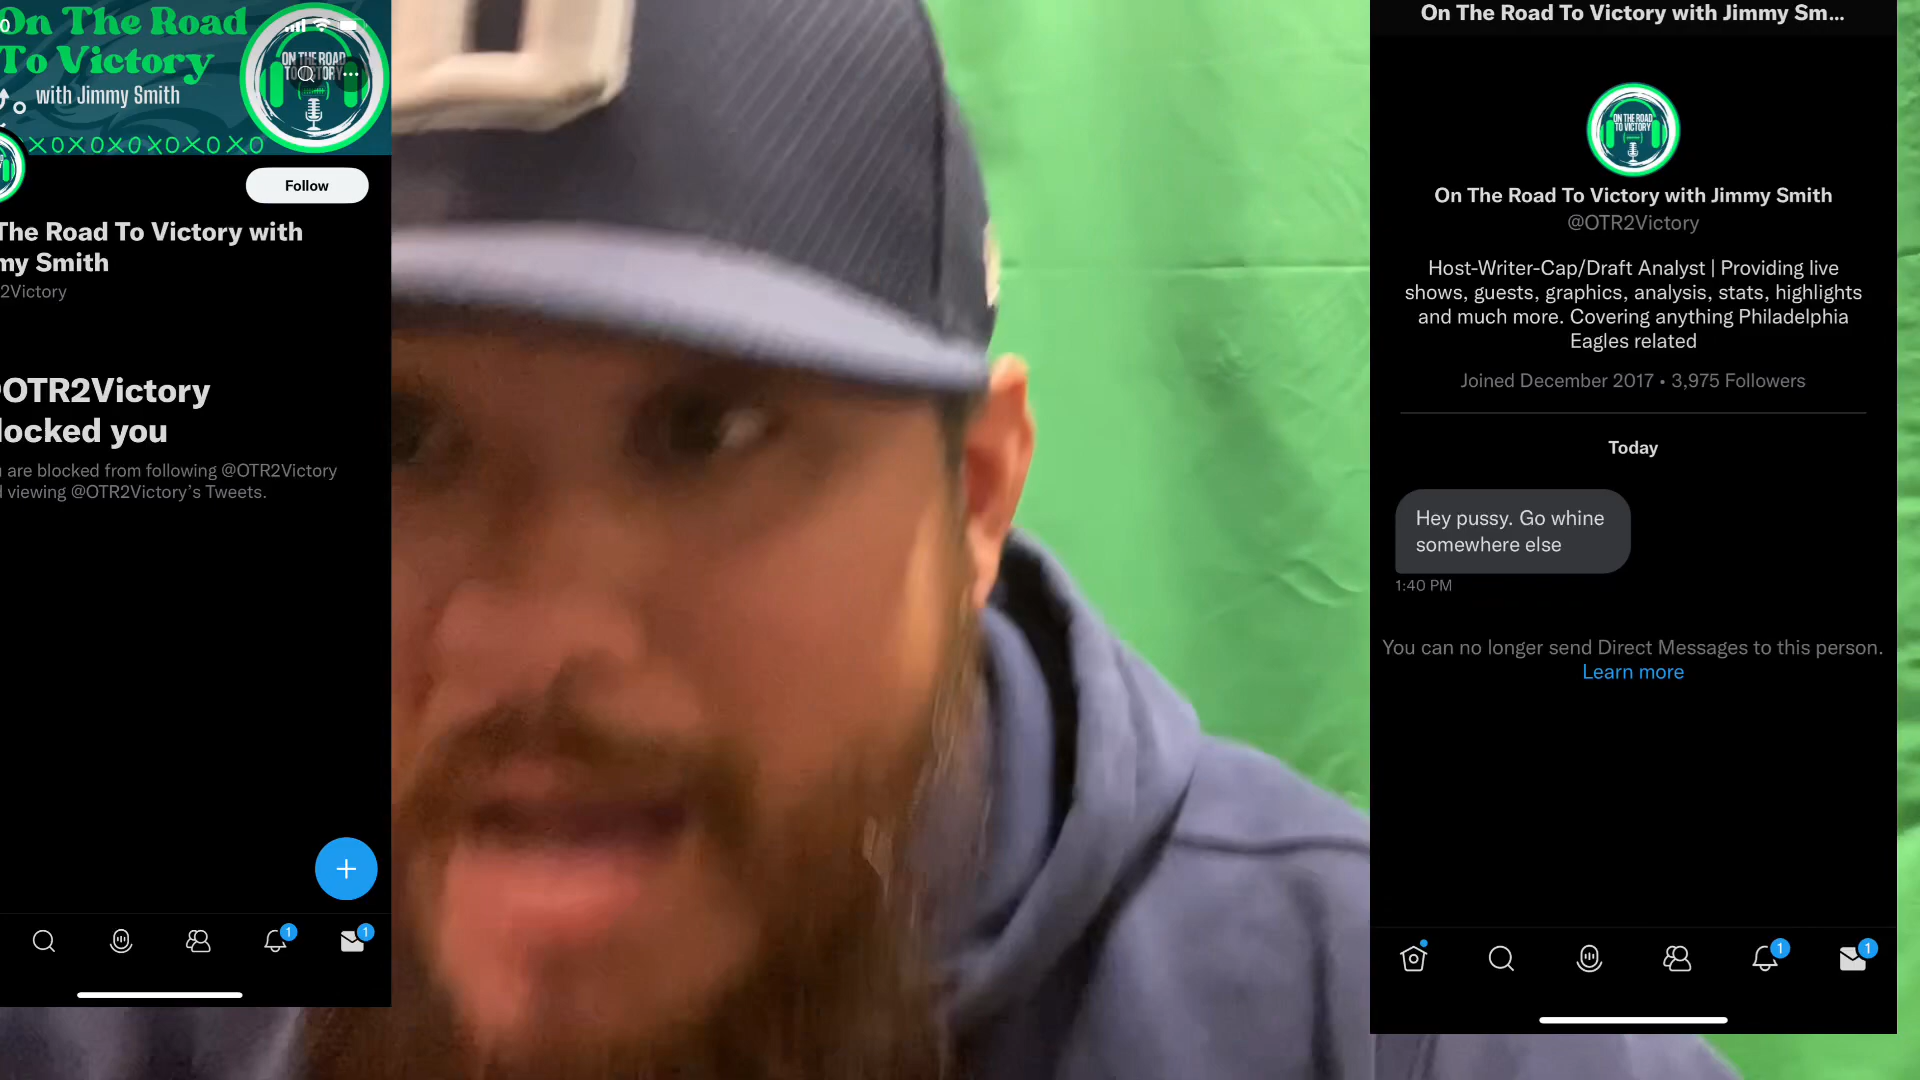 On The Road
To Victory
with Jimmy Smith
XOXOXOXOXOXO
ON THE ROAD
TO VICTORY
Follow
The Road To Victory with
my Smith
2Victory
OTR2Victory
locked you
are blocked from following @OTR2Victory
viewing @OTR2Victory's Tweets.
1
1
On The Road To Victory with Jimmy Sm...
ON THE ROAD
TO VICTORY
On The Road To Victory with Jimmy Smith
@OTR2Victory
Host-Writer-Cap/Draft Analyst | Providing live
shows, guests, graphics, analysis, stats, highlights
and much more. Covering anything Philadelphia
Eagles related
Joined December 2017 • 3,975 Followers
Today
Hey pussy. Go whine
somewhere else
1:40 PM
You can no longer send Direct Messages to this person.
Learn more
1
1